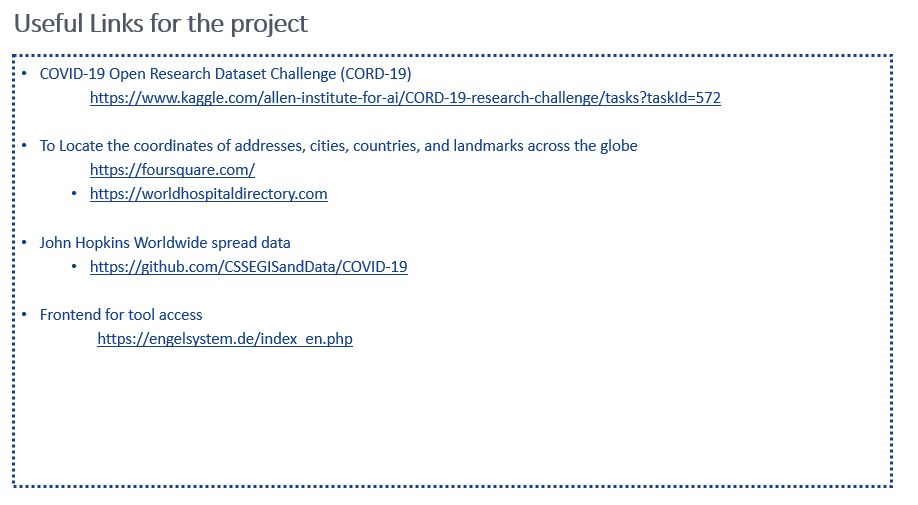 Useful Links for the project
• COVID-19 Open Research Dataset Challenge (CORD-19)
https://www.kaggle.com/allen-institute-for-ai/CORD-19-research-challenge/tasks?taskId=572
• To Locate the coordinates of addresses, cities, countries, and landmarks across the globe
https://foursquare.com/
• https://worldhospitaldirectory.com
• John Hopkins Worldwide spread data
• https://github.com/CSSEGISandData/COVID-19
• Frontend for tool access
https://engelsystem.de/index_en.php